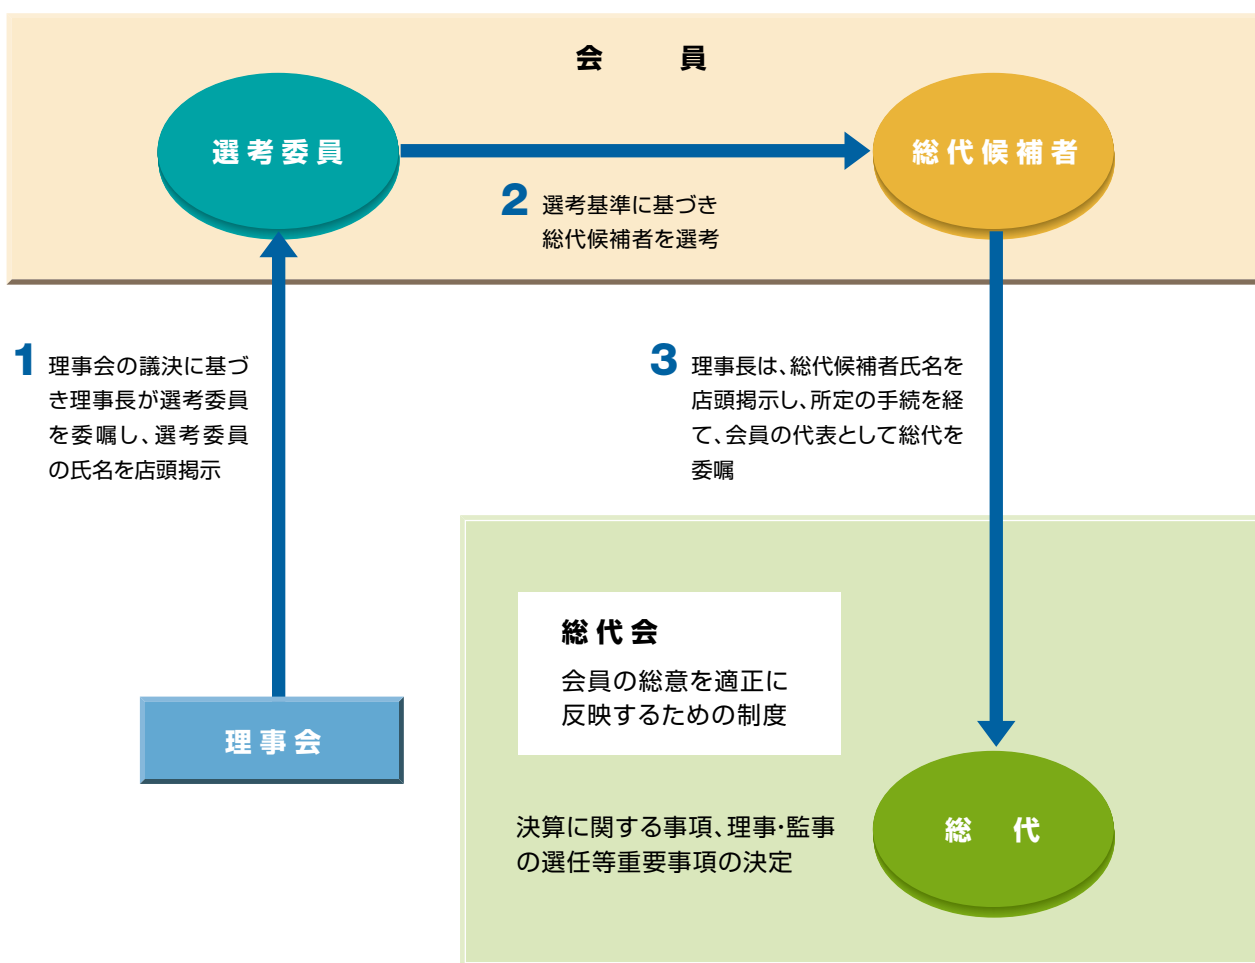 会員
選考委員
総代候補者
2 選考基準に基づき
総代候補者を選考
1 理事会の議決に基づ
き理事長が選考委員
を委嘱し、選考委員
の氏名を店頭掲示
3 理事長は、総代候補者氏名を
店頭掲示し、所定の手続を経
て、会員の代表として総代を
委嘱
総代会
会員の総意を適正に
反映するための制度
理事会
決算に関する事項、理事・監事
の選任等重要事項の決定
総代